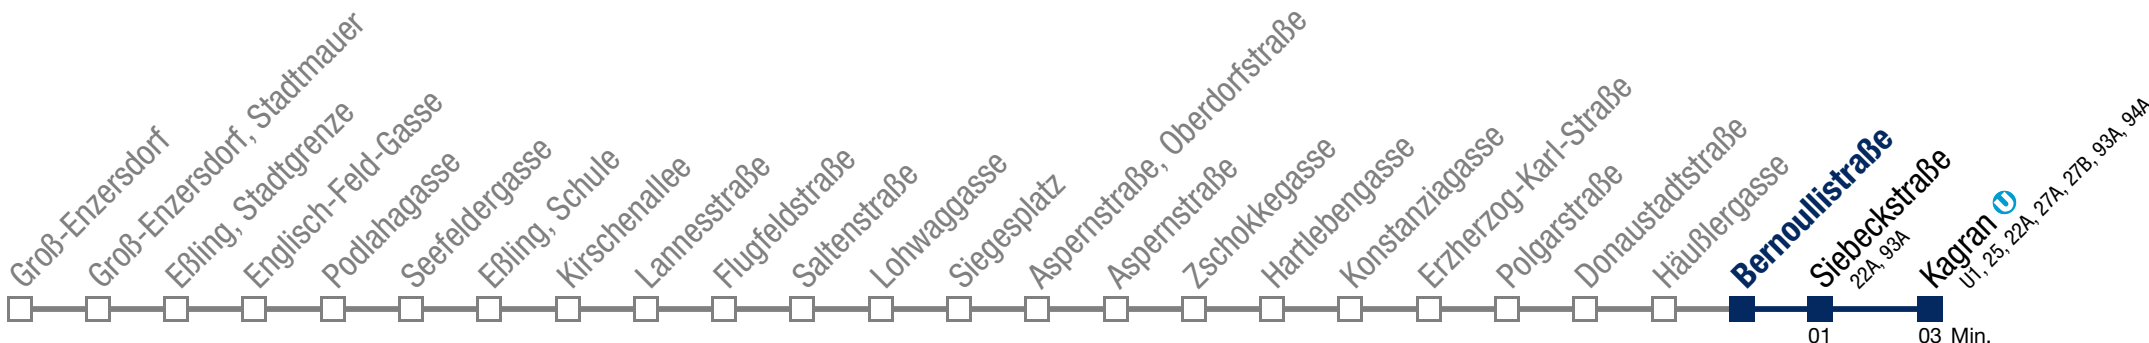 Groß-Enzersdorf
Groß-Enzersdorf, Stadtmauer
Eßling, Stadtgrenze
Englisch-Feld-Gasse
Podlahagasse
Seefeldergasse
Eßling, Schule
Kirschenallee
Lannesstraße
Flugfeldstraße
Saltenstraße
Lohwaggasse
Siegesplatz
Aspernstraße, Oberdorfstraße
Aspernstraße
Zschokkegasse
Hartlebengasse
Konstanziagasse
Erzherzog-Karl-Straße
Polgarstraße
Donaustadtstraße
Häußlergasse
Bernoullistraße
Siebeckstraße
22A, 93A
Kagran U
U1, 25, 22A, 27A, 27B, 93A, 94A
01 03 Min.